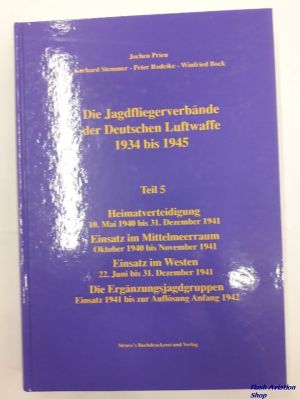 Jochen Prien
Gerhard Stemmer - Peter Rodeike - Winfried Bock
Die Jagdfliegerverbände
der Deutschen Luftwaffe
1934 bis 1945
Teil 5
Heimatverteidigung
10. Mai 1940 bis 31. Dezember 1941
Einsatz im Mittelmeerraum
Oktober 1940 bis November 1941
Einsatz im Westen
22. Juni bis 31. Dezember 1941
Die Ergänzungsjagdgruppen
Einsatz 1941 bis zur Auflösung Anfang 1942
Struve's Buchdruckerei und Verlag
Flash Aviation
Shop